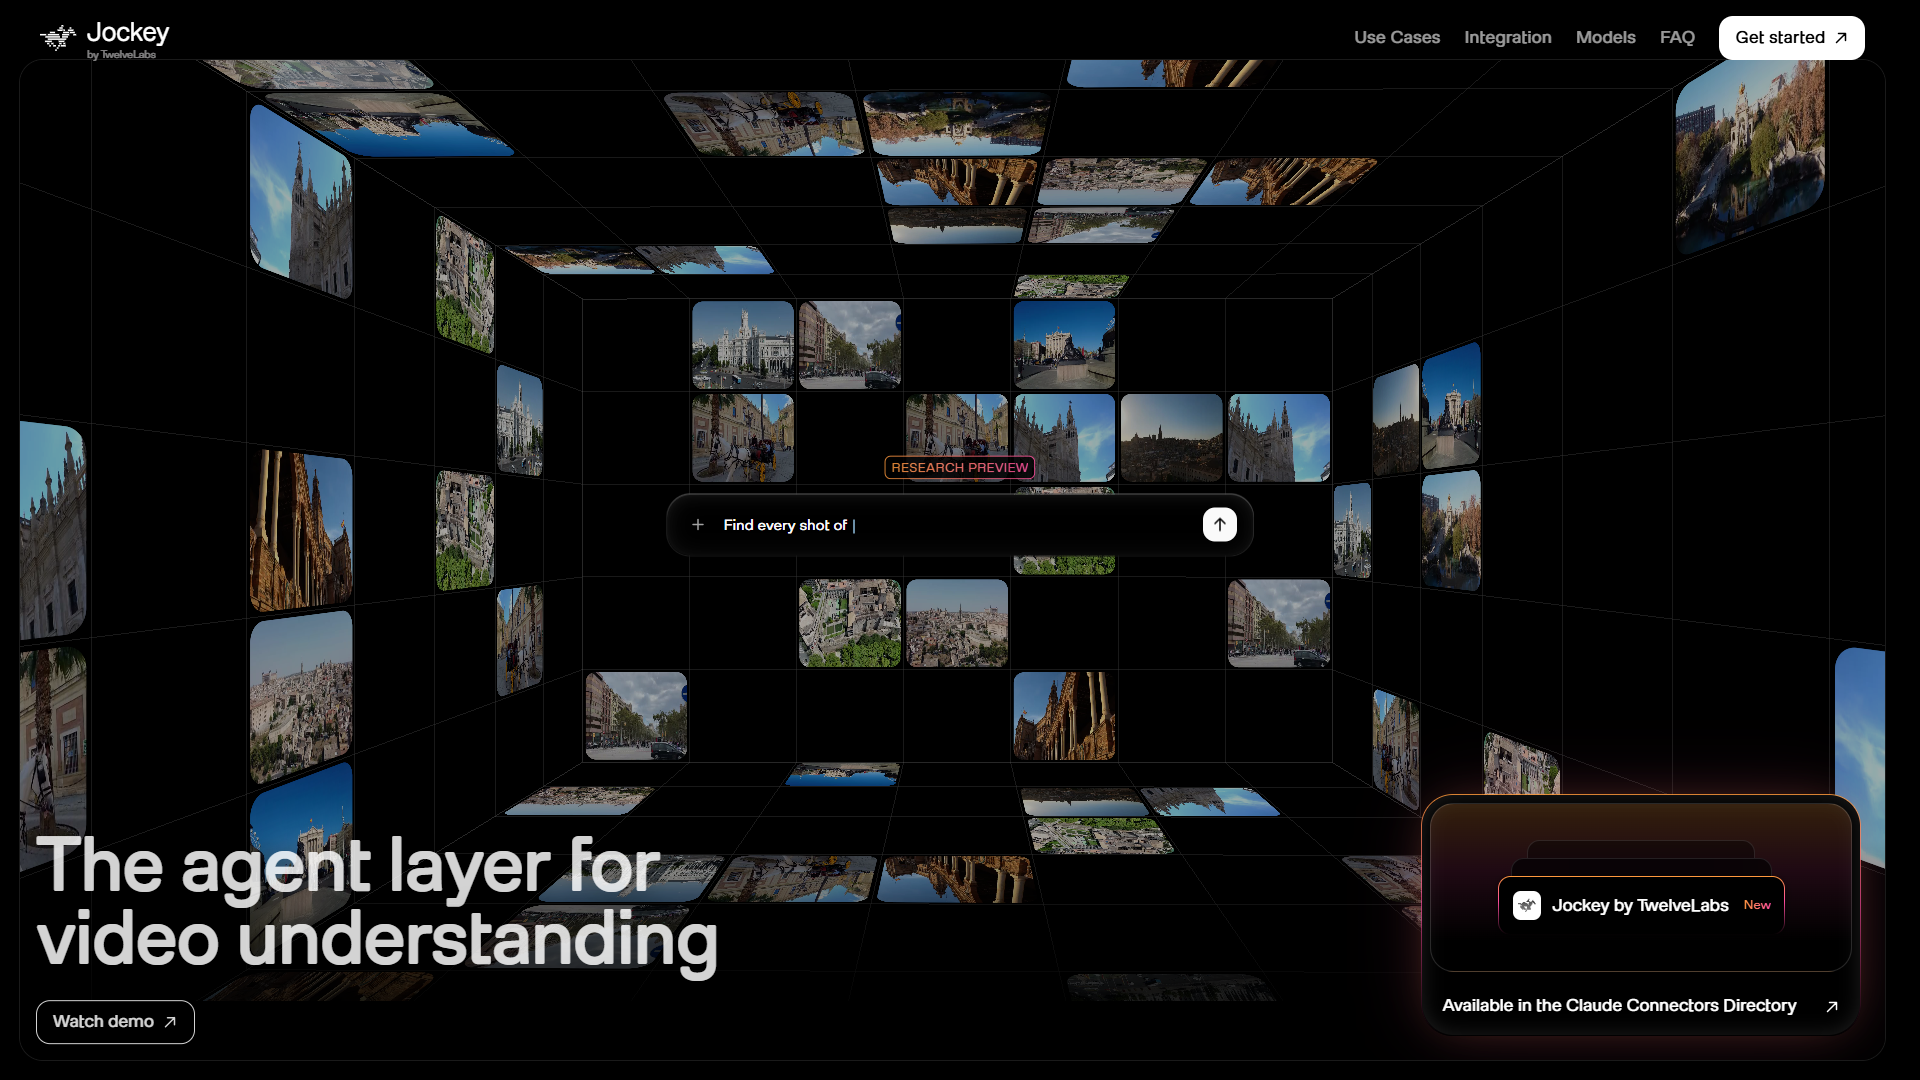 Jockey
by TwelveLabs
Use Cases
Integration
Models
FAQ
Get started
RESEARCH PREVIEW
Find every shot of
The agent layer for
video understanding
Watch demo
Jockey by TwelveLabs New
Available in the Claude Connectors Directory